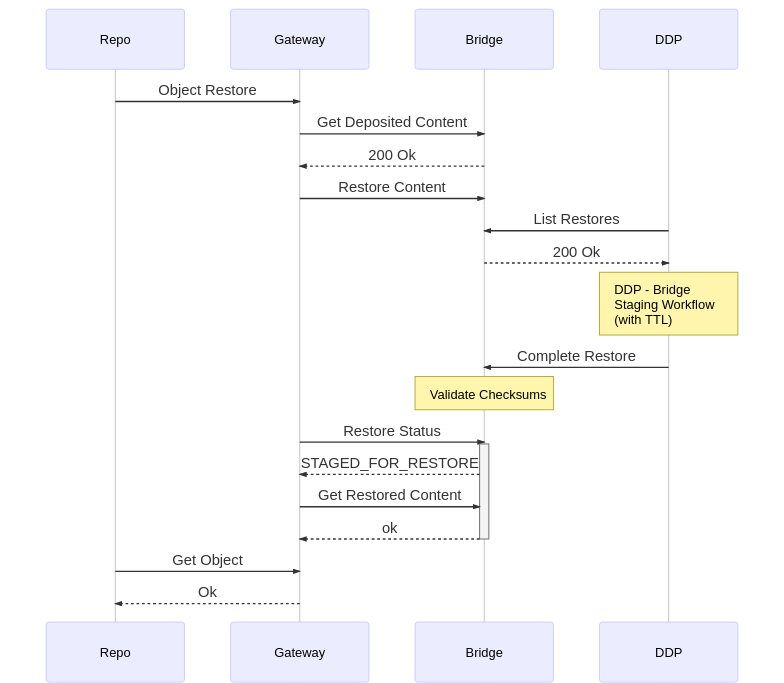 Repo
Gateway
Bridge
DDP
Object Restore
Get Deposited Content
200 Ok
Restore Content
List Restores
200 Ok
DDP - Bridge
Staging Workflow
(with TTL)
Complete Restore
Validate Checksums
Restore Status
STAGED_FOR_RESTORE
Get Restored Content
ok
Get Object
Ok
Repo
Gateway
Bridge
DDP